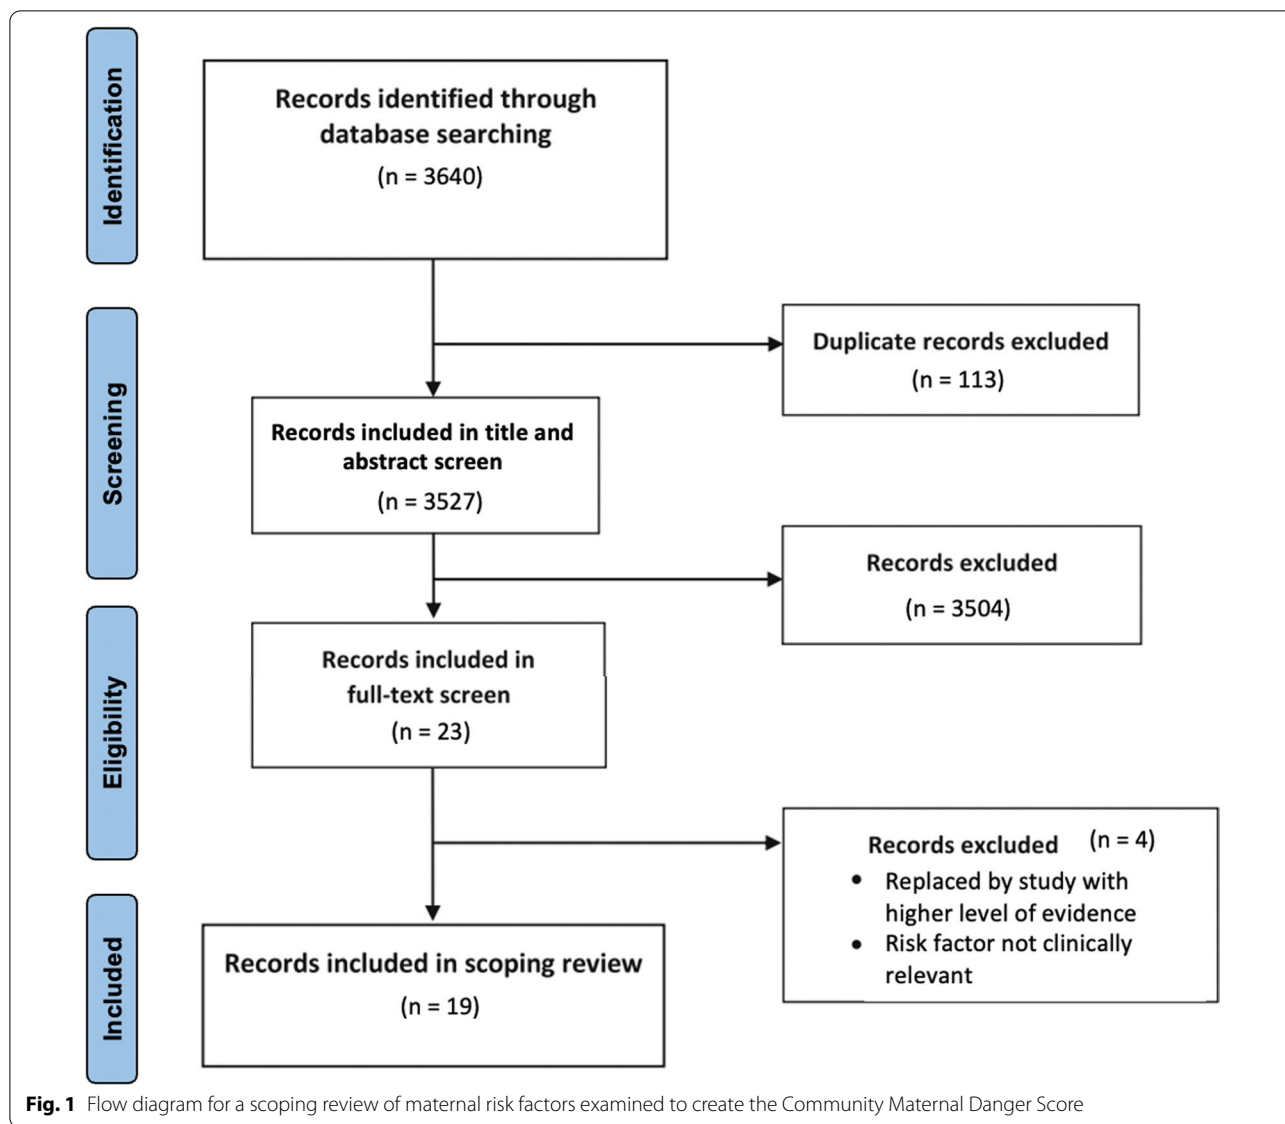 Identification
Records identified through
database searching
(n = 3640)
Screening
Duplicate records excluded
(n = 113)
Records included in title and
abstract screen
(n = 3527)
Records excluded
(n = 3504)
Eligibility
Records included in
full-text screen
(n = 23)
Records excluded (n = 4)
• Replaced by study with
higher level of evidence
• Risk factor not clinically
relevant
Included
Records included in scoping review
(n = 19)
Fig. 1 Flow diagram for a scoping review of maternal risk factors examined to create the Community Maternal Danger Score